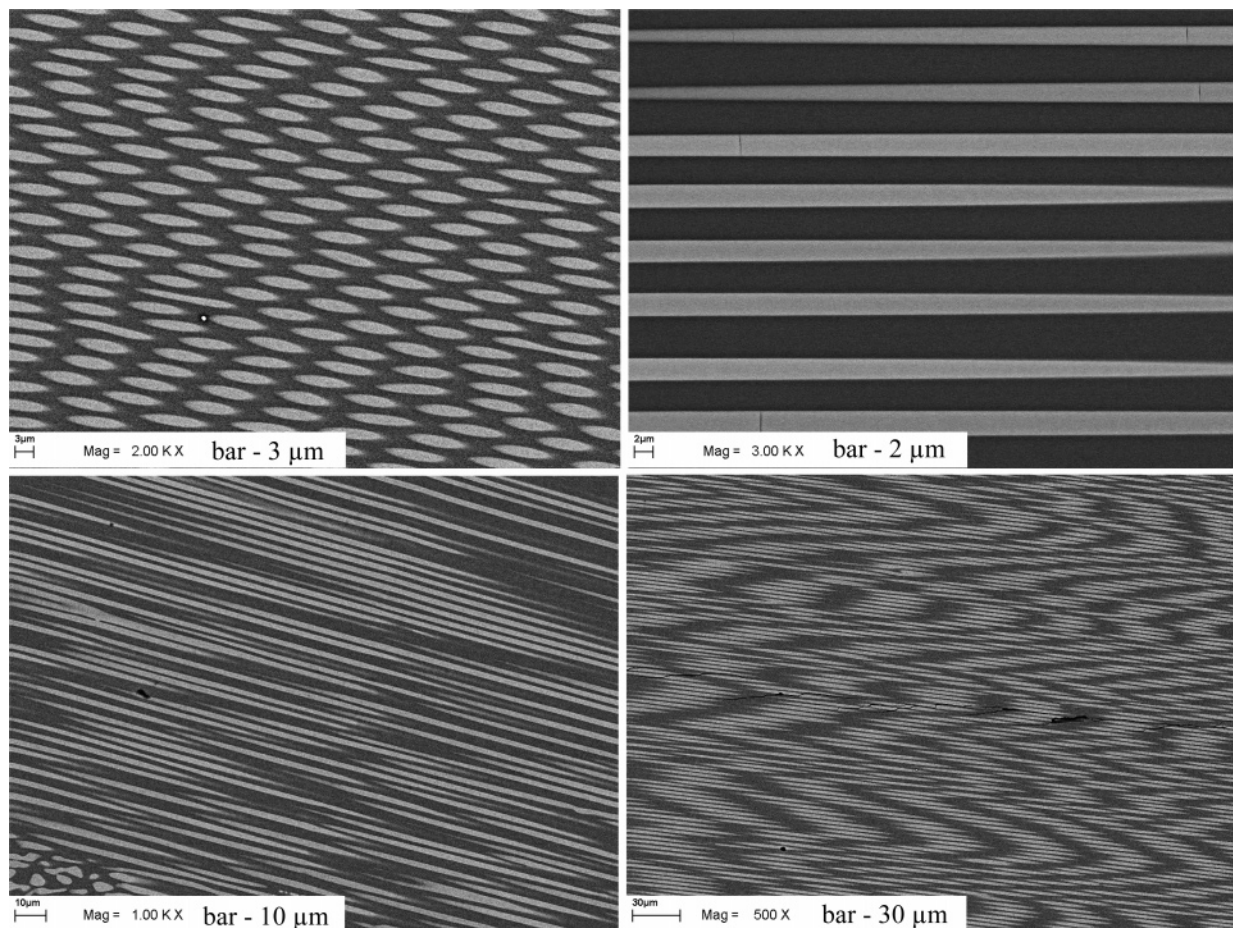 3µm
Mag = 2.00 K X
bar - 3 µm
2µm
Mag = 3.00 K X
bar - 2 µm
10µm
Mag = 1.00 K X
bar - 10 µm
30µm
Mag = 500 X
bar - 30 µm